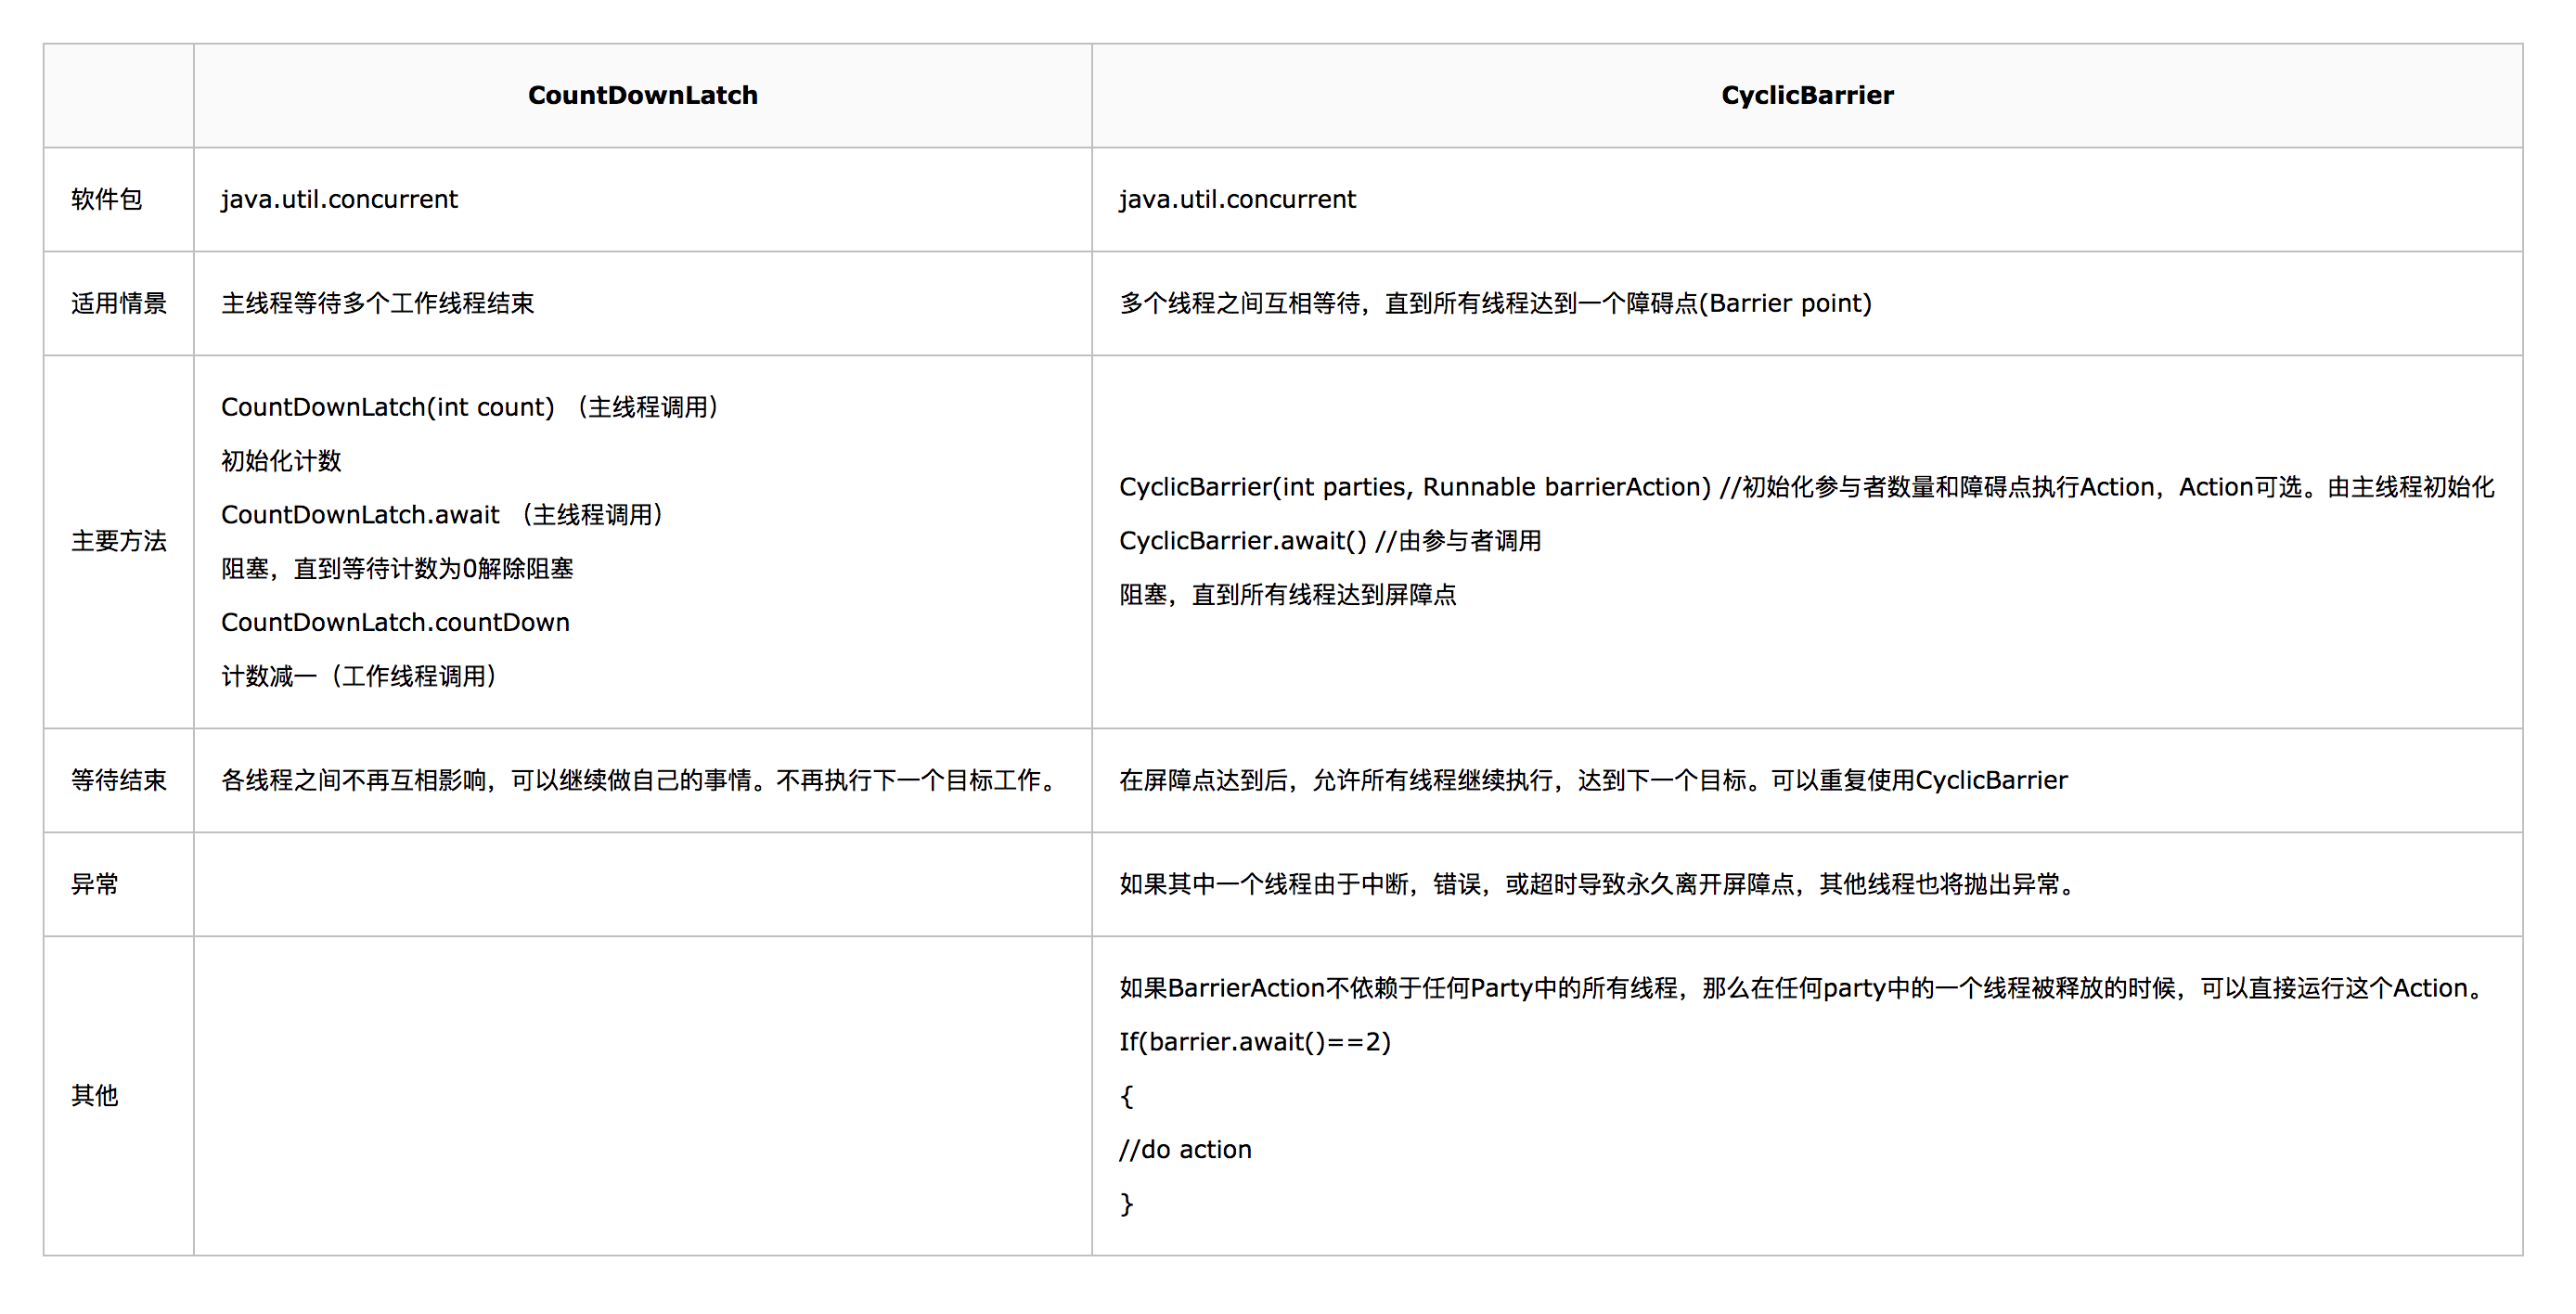 CountDownLatch
CyclicBarrier
软件包
java.util.concurrent
java.util.concurrent
适用情景
主线程等待多个工作线程结束
多个线程之间互相等待，直到所有线程达到一个障碍点(Barrier point)
主要方法
CountDownLatch(int count) （主线程调用）
初始化计数
CountDownLatch.await （主线程调用）
阻塞，直到等待计数为0解除阻塞
CountDownLatch.countDown
计数减一（工作线程调用）
CyclicBarrier(int parties, Runnable barrierAction) //初始化参与者数量和障碍点执行Action，Action可选。由主线程初始化
CyclicBarrier.await() //由参与者调用
阻塞，直到所有线程达到屏障点
等待结束
各线程之间不再互相影响，可以继续做自己的事情。不再执行下一个目标工作。
在屏障点达到后，允许所有线程继续执行，达到下一个目标。可以重复使用CyclicBarrier
异常
如果其中一个线程由于中断，错误，或超时导致永久离开屏障点，其他线程也将抛出异常。
其他
如果BarrierAction不依赖于任何Party中的所有线程，那么在任何party中的一个线程被释放的时候，可以直接运行这个Action。
If(barrier.await()==2)
{
//do action
}